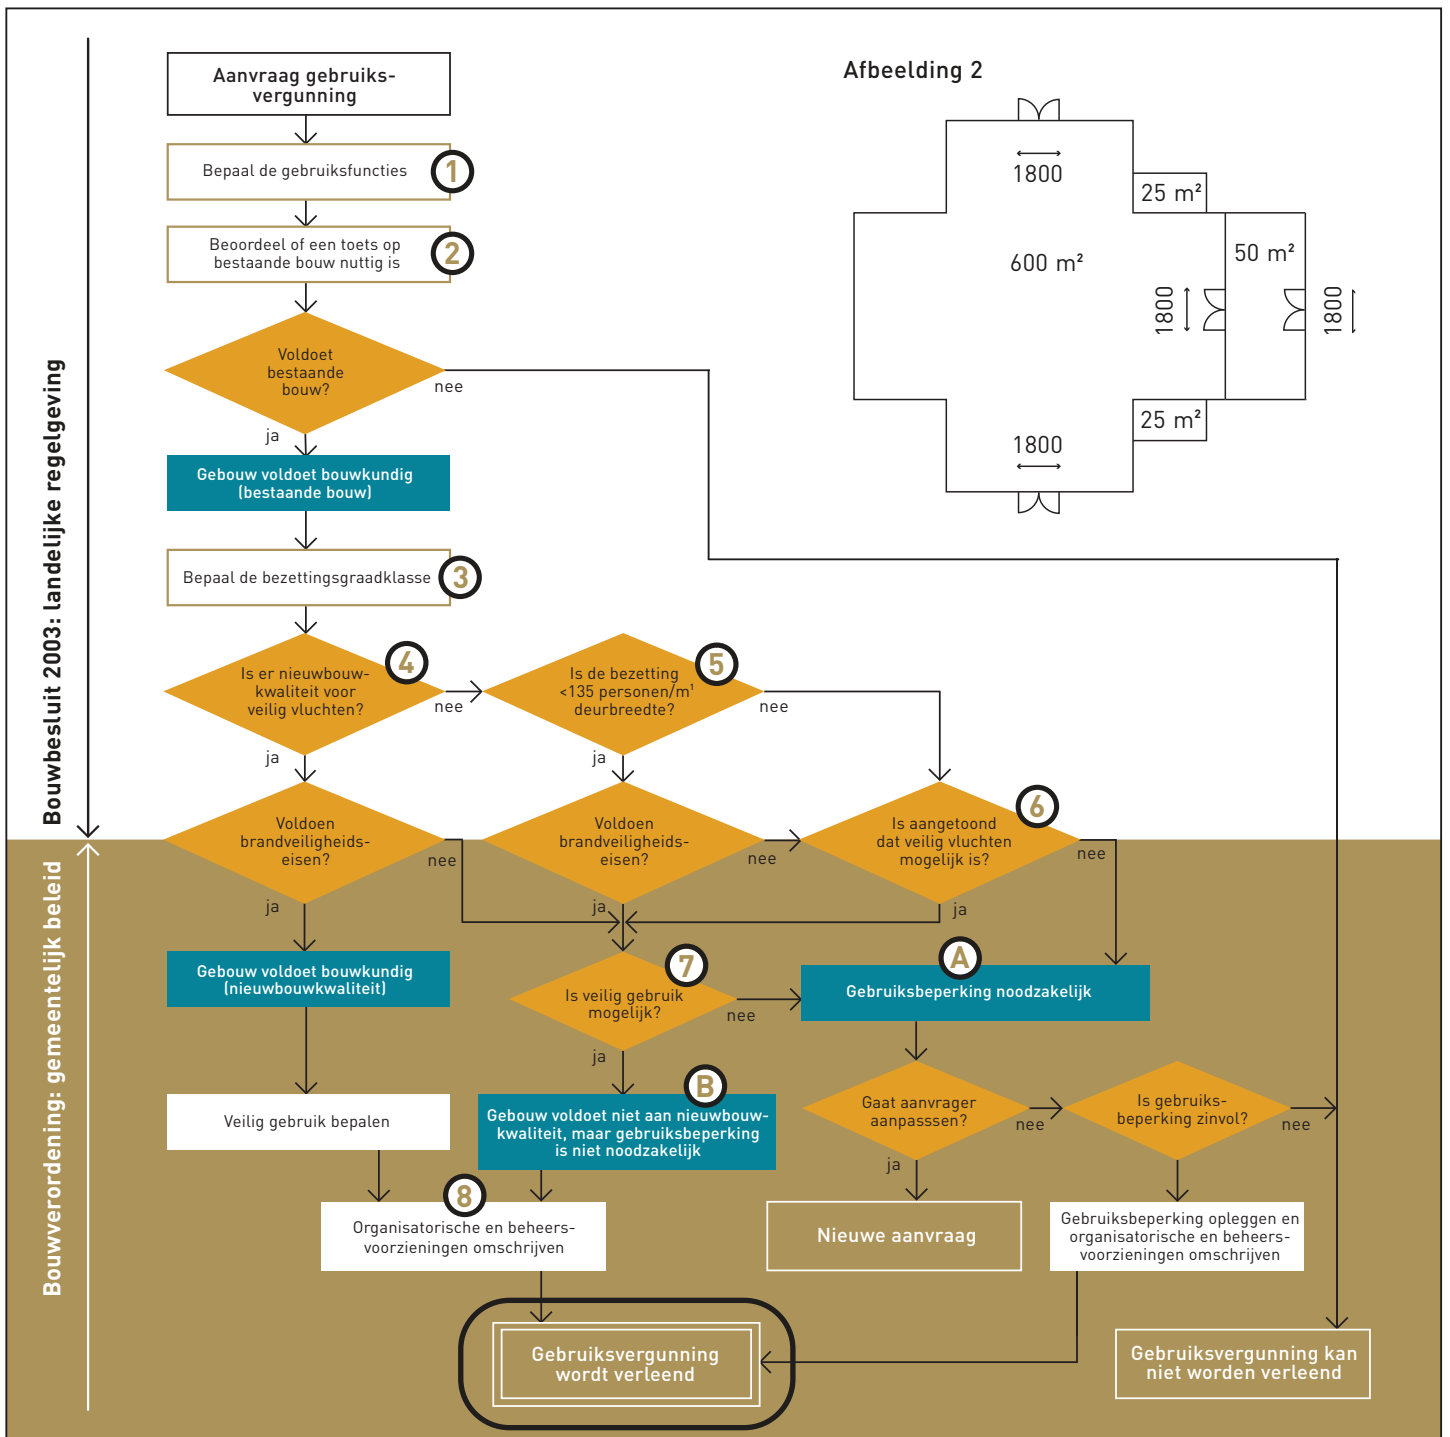 Aanvraag gebruiks-
vergunning
Bepaal de gebruiksfuncties
1
Beoordeel of een toets op
bestaande bouw nuttig is
2
Voldoet
bestaande
bouw?
nee
ja
Gebouw voldoet bouwkundig
(bestaande bouw)
Bepaal de bezettingsgraadklasse
3
Is er nieuwbouw-
kwaliteit voor
veilig vluchten?
4
nee
ja
Is de bezetting
<135 personen/m¹
deurbreedte?
5
nee
ja
Voldoen
brandveiligheids-
eisen?
nee
ja
Voldoen
brandveiligheids-
eisen?
nee
ja
Is aangetoond
dat veilig vluchten
mogelijk is?
6
nee
ja
Gebouw voldoet bouwkundig
(nieuwbouwkwaliteit)
Is veilig gebruik
mogelijk?
7
nee
ja
A
Gebruiksbeperking noodzakelijk
Veilig gebruik bepalen
B
Gebouw voldoet niet aan nieuwbouw-
kwaliteit, maar gebruiksbeperking
is niet noodzakelijk
Gaat aanvrager
aanpasssen?
nee
ja
Is gebruiks-
beperking zinvol?
nee
8
Organisatorische en beheers-
voorzieningen omschrijven
Nieuwe aanvraag
Gebruiksbeperking opleggen en
organisatorische en beheers-
voorzieningen omschrijven
Gebruiksvergunning
wordt verleend
Gebruiksvergunning kan
niet worden verleend
Bouwbesluit 2003: landelijke regelgeving
Bouwverordening: gemeentelijk beleid
Afbeelding 2
1800
25 m²
600 m²
50 m²
1800
1800
25 m²
1800